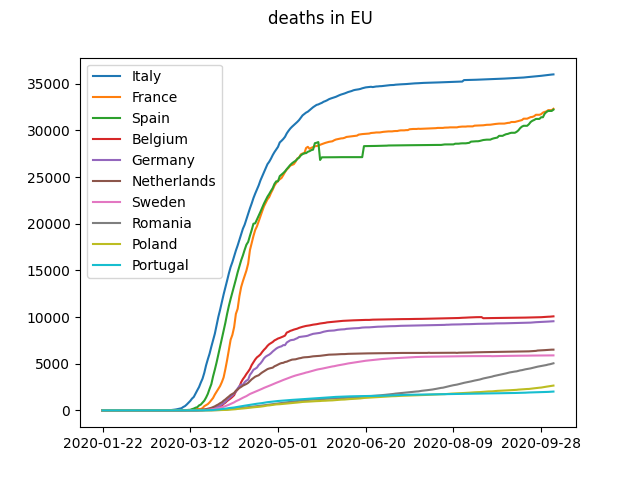 deaths in EU
35000
30000
25000
20000
15000
10000
5000
0
Italy
France
Spain
Belgium
Germany
Netherlands
Sweden
Romania
Poland
Portugal
2020-01-22 2020-03-12 2020-05-01 2020-06-20 2020-08-09 2020-09-28